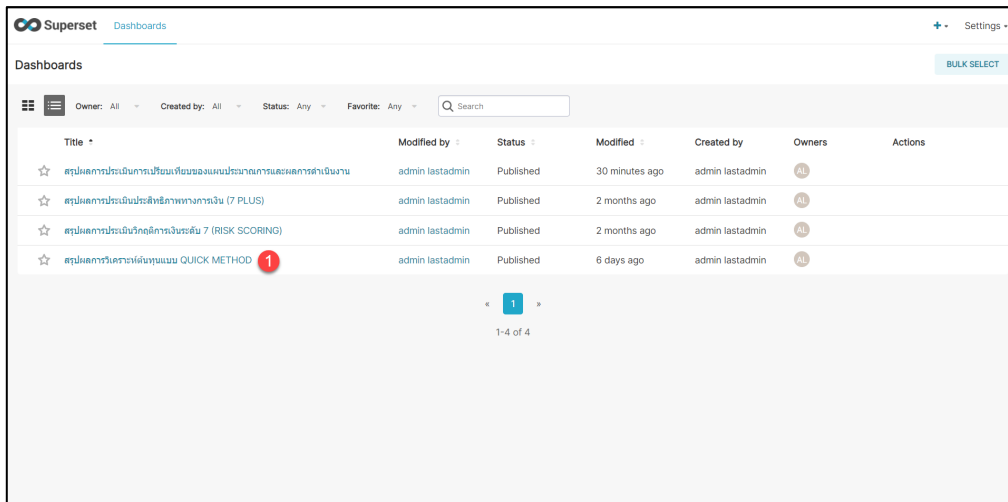 Superset Dashboards + Settings
Dashboards BULK SELECT
Owner: All Created by: All Status: Any Favorite: Any Search
Title Modified by Status Modified Created by Owners Actions
สรุปผลการประเมินการเปรียบเทียบของแผนประมาณการและผลการดำเนินงาน admin lastadmin Published 30 minutes ago admin lastadmin AL
สรุปผลการประเมินประสิทธิภาพทางการเงิน (7 PLUS) admin lastadmin Published 2 months ago admin lastadmin AL
สรุปผลการประเมินวิกฤติการเงินระดับ 7 (RISK SCORING) admin lastadmin Published 2 months ago admin lastadmin AL
สรุปผลการวิเคราะห์ต้นทุนแบบ QUICK METHOD 1 admin lastadmin Published 6 days ago admin lastadmin AL
« 1 »
1-4 of 4